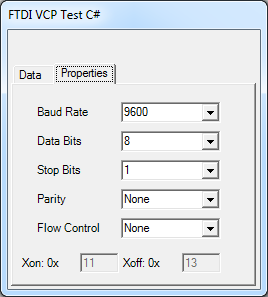 FTDI VCP Test C#
Data Properties
Baud Rate 9600
Data Bits 8
Stop Bits 1
Parity None
Flow Control None
Xon: 0x 11 Xoff: 0x 13